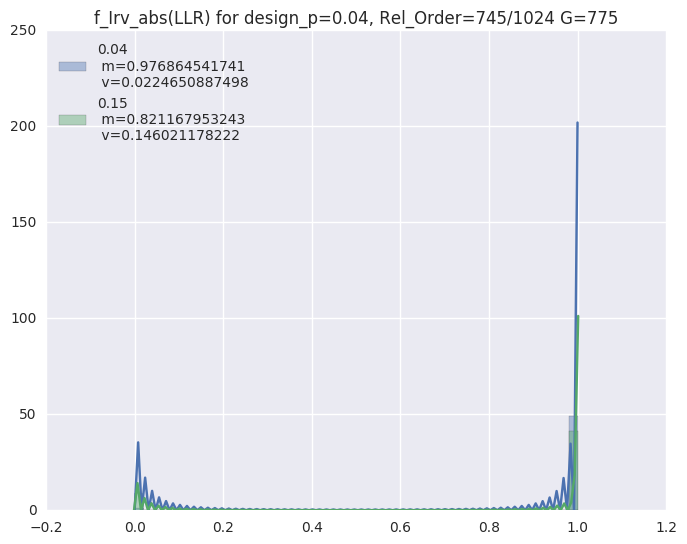 f_Irv_abs(LLR) for design_p=0.04, Rel_Order=745/1024 G=775
250
200
150
100
50
0
0.04
m=0.976864541741
v=0.0224650887498
0.15
m=0.821167953243
v=0.146021178222
−0.2 0.0 0.2 0.4 0.6 0.8 1.0 1.2